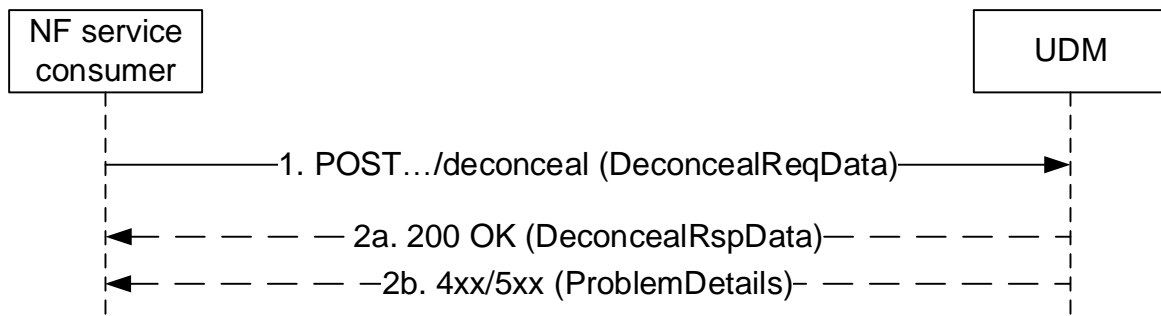 NF service
consumer
UDM
1. POST…/deconceal (DeconcealReqData)
2a. 200 OK (DeconcealRspData)
2b. 4xx/5xx (ProblemDetails)